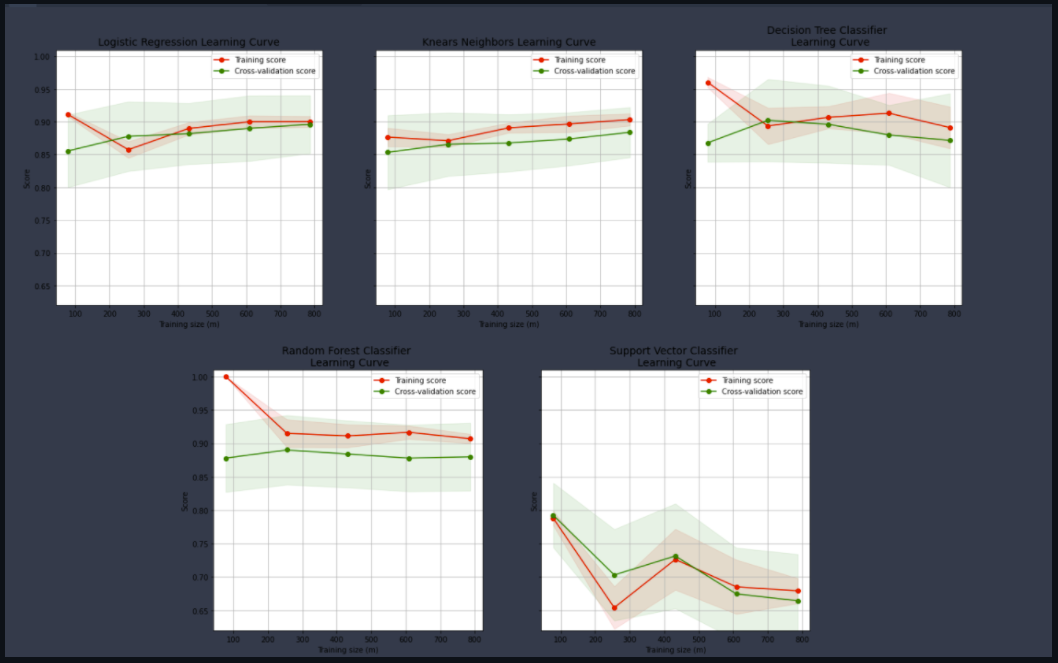 Logistic Regression Learning Curve
Training score
Cross-validation score
1.00
0.95
0.90
0.85
0.80
0.75
0.70
0.65
Score
100 200 300 400 500 600 700 800
Training size (m)
Knears Neighbors Learning Curve
Training score
Cross-validation score
Score
100 200 300 400 500 600 700 800
Training size (m)
Decision Tree Classifier
Learning Curve
Training score
Cross-validation score
Score
100 200 300 400 500 600 700 800
Training size (m)
Random Forest Classifier
Learning Curve
Training score
Cross-validation score
1.00
0.95
0.90
0.85
0.80
0.75
0.70
0.65
Score
100 200 300 400 500 600 700 800
Training size (m)
Support Vector Classifier
Learning Curve
Training score
Cross-validation score
Score
100 200 300 400 500 600 700 800
Training size (m)